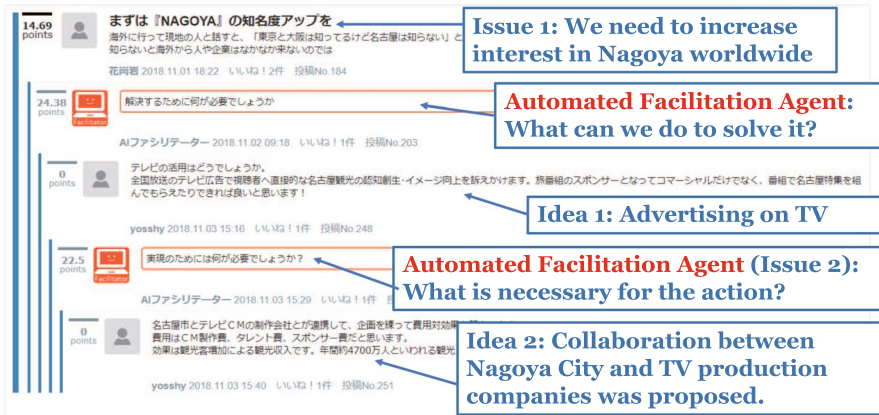 14.69
points
まずは『NAGOYA』の知名度アップを
海外に行って現地の人と話すと、「東京と大阪は知ってるけど名古屋は知らない」と
知らないと海外から人や企業はなかなか来ないのでは
花岡岩 2018.11.01 18:22 いいね！2件 投稿No.184
Issue 1: We need to increase
interest in Nagoya worldwide
24.38
points
Facilitator
解決するために何が必要でしょうか
AIファシリテーター 2018.11.02 09:18 いいね！1件 投稿No.203
Automated Facilitation Agent:
What can we do to solve it?
0
points
テレビの活用はどうでしょうか。
全国放送のテレビ広告で視聴者へ直接的な名古屋観光の認知創生・イメージ向上を訴えかけます。旅番組のスポンサーとなってコマーシャルだけでなく、番組で名古屋特集を組
んでもらえたりできれば良いと思います！
yosshy 2018.11.03 15:16 いいね！1件 投稿No.248
Idea 1: Advertising on TV
22.5
points
Facilitator
実現のためには何が必要でしょうか？
AIファシリテーター 2018.11.03 15:29 いいね！1件
Automated Facilitation Agent (Issue 2):
What is necessary for the action?
0
points
名古屋市とテレビＣＭの制作会社とが連携して、企画を練って費用対効果
費用はＣＭ製作費、タレント費、スポンサー費だと思います。
効果は観光客増加による観光収入です。年間約4700万人といわれる観光
yosshy 2018.11.03 15:40 いいね！1件 投稿No.251
Idea 2: Collaboration between
Nagoya City and TV production
companies was proposed.